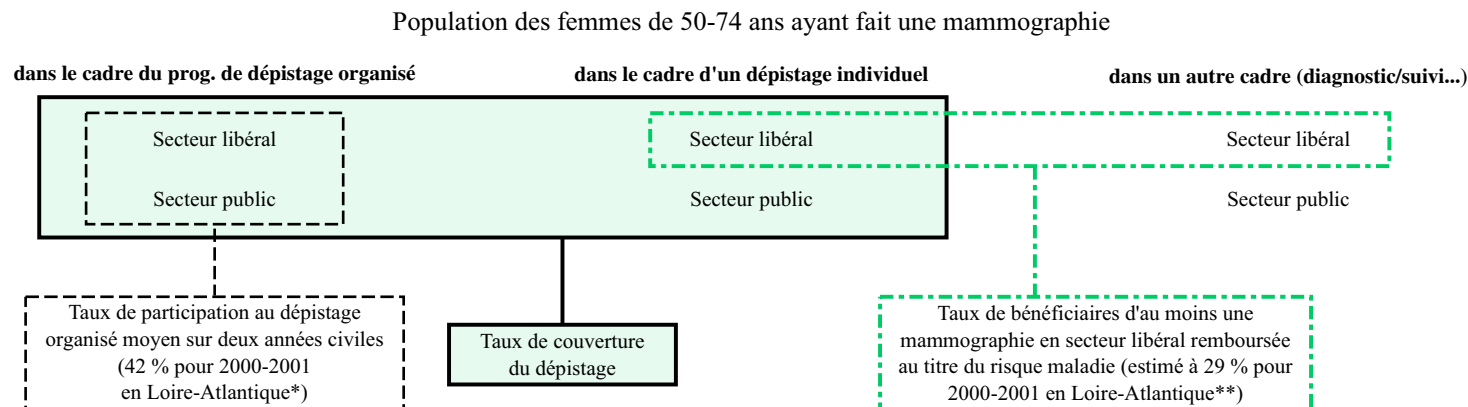 Population des femmes de 50-74 ans ayant fait une mammographie
dans le cadre du prog. de dépistage organisé
dans le cadre d'un dépistage individuel
dans un autre cadre (diagnostic/suivi...)
Secteur libéral
Secteur libéral
Secteur libéral
Secteur public
Secteur public
Secteur public
Taux de participation au dépistage
organisé moyen sur deux années civiles
(42 % pour 2000-2001
en Loire-Atlantique*)
Taux de couverture
du dépistage
Taux de bénéficiaires d'au moins une
mammographie en secteur libéral remboursée
au titre du risque maladie (estimé à 29 % pour
2000-2001 en Loire-Atlantique**)